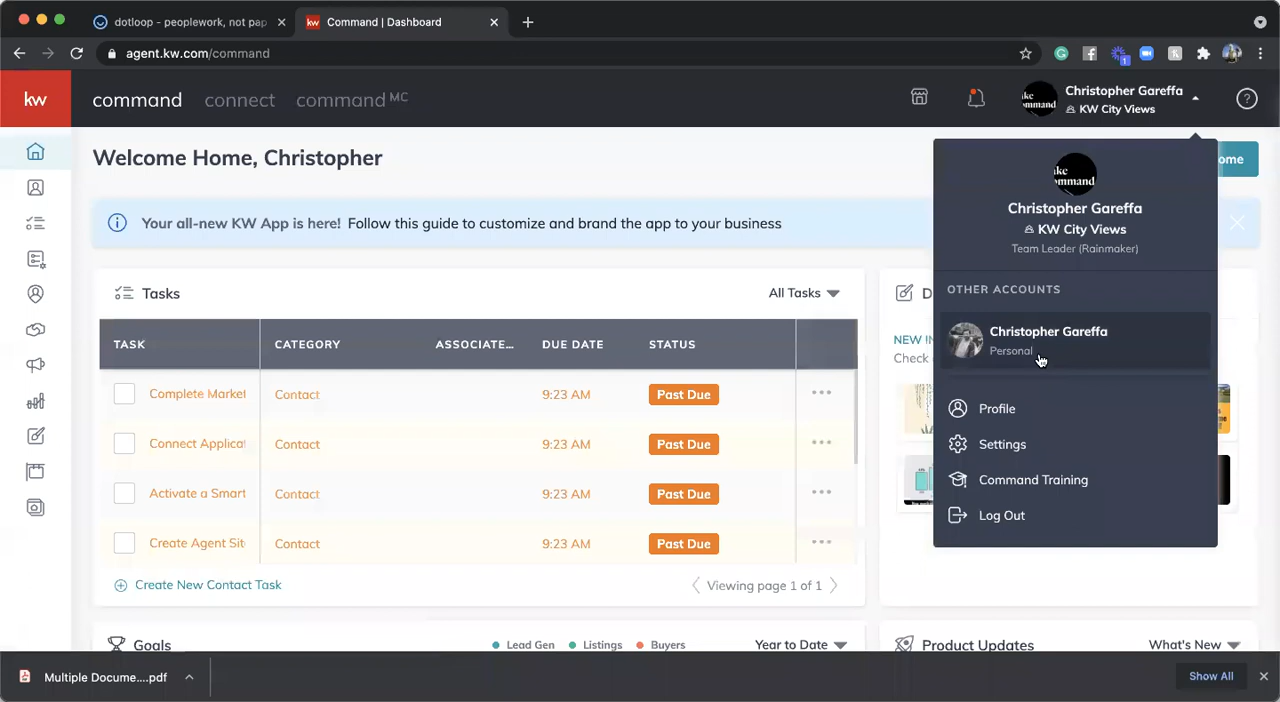 dotloop - peoplework, not pap
Command | Dashboard
agent.kw.com/command
1
kw
command
connect
command MC
Christopher Gareffa
KW City Views
Welcome Home, Christopher
ome
Your all-new KW App is here! Follow this guide to customize and brand the app to your business
Tasks
All Tasks
TASK
CATEGORY
ASSOCIATE...
DUE DATE
STATUS
Complete Market
Contact
9:23 AM
Past Due
Connect Applica
Contact
9:23 AM
Past Due
Activate a Smart
Contact
9:23 AM
Past Due
Create Agent Sit
Contact
9:23 AM
Past Due
Create New Contact Task
Viewing page 1 of 1
D
NEW I
Check
ke
mmand
Christopher Gareffa
KW City Views
Team Leader (Rainmaker)
OTHER ACCOUNTS
Christopher Gareffa
Personal
Profile
Settings
Command Training
Log Out
Goals
Lead Gen
Listings
Buyers
Year to Date
Product Updates
What's New
Multiple Docume....pdf
Show All